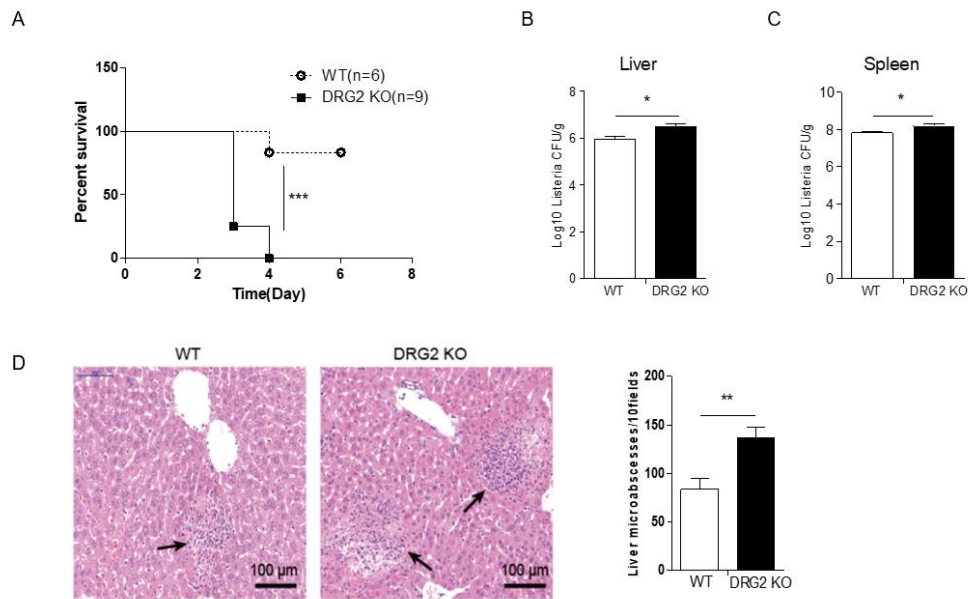 A
150
100
50
0
Percent survival
WT(n=6)
DRG2 KO(n=9)
***
0 2 4 6 8
Time(Day)
B
Liver
*
8
6
4
2
0
Log10 Listeria CFU/g
WT DRG2 KO
C
Spleen
*
10
8
6
4
2
0
Log10 Listeria CFU/g
WT DRG2 KO
D
WT
100 µm
DRG2 KO
100 µm
200
150
100
50
0
Liver microabscesses/10fields
**
WT DRG2 KO